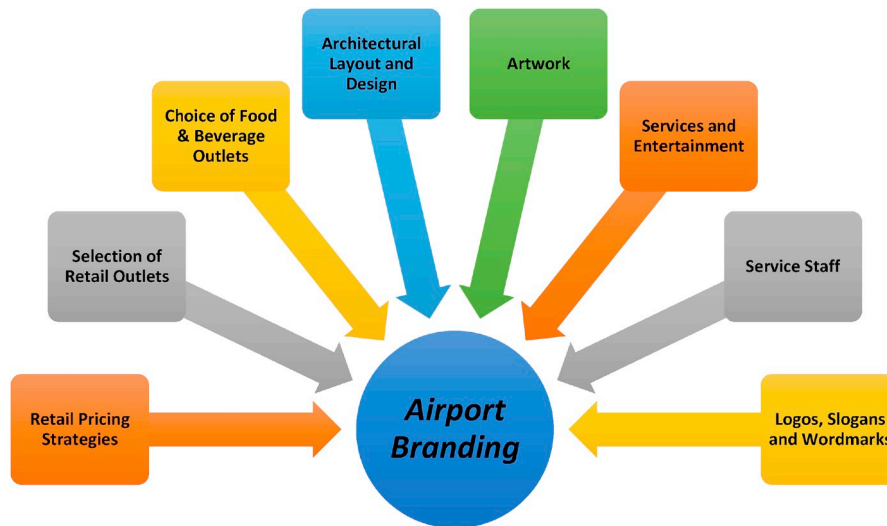 Architectural
Layout and
Design
Artwork
Choice of Food
& Beverage
Outlets
Services and
Entertainment
Selection of
Retail Outlets
Service Staff
Retail Pricing
Strategies
Airport
Branding
Logos, Slogans
and Wordmarks